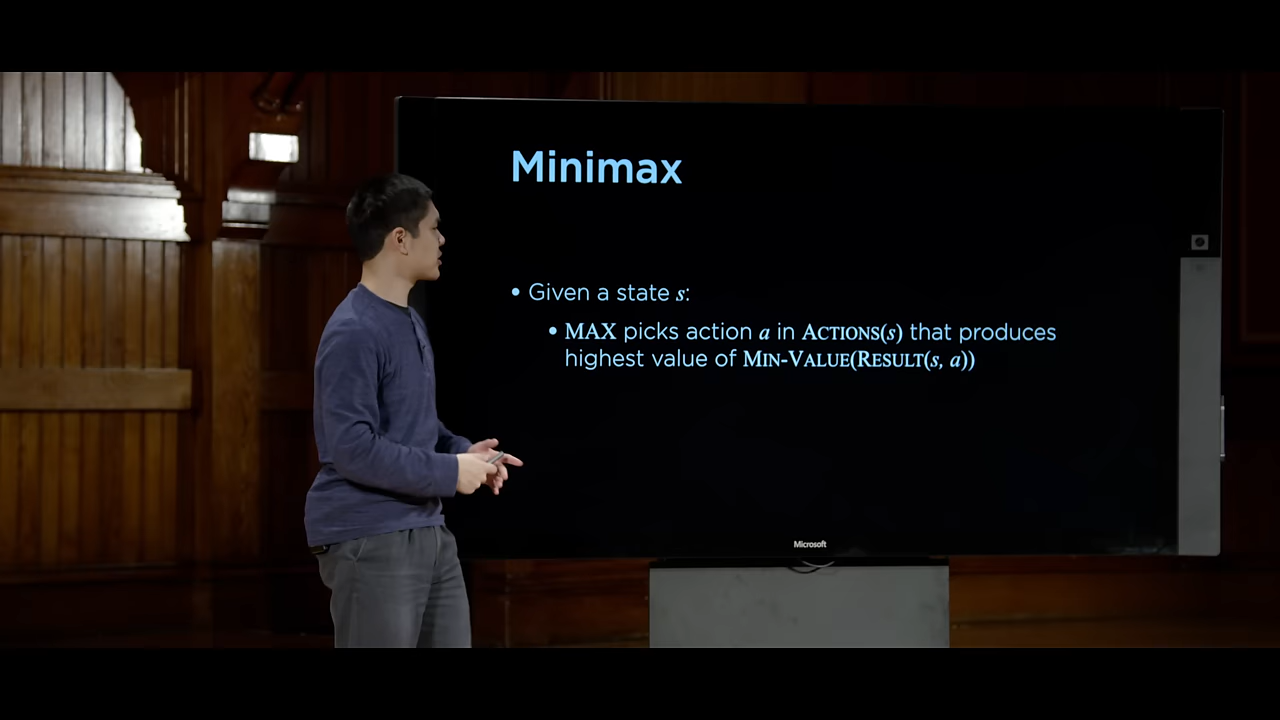 Minimax
• Given a state s:
• MAX picks action a in ACTIONS(s) that produces
highest value of MIN-VALUE(RESULT(s, a))
Microsoft